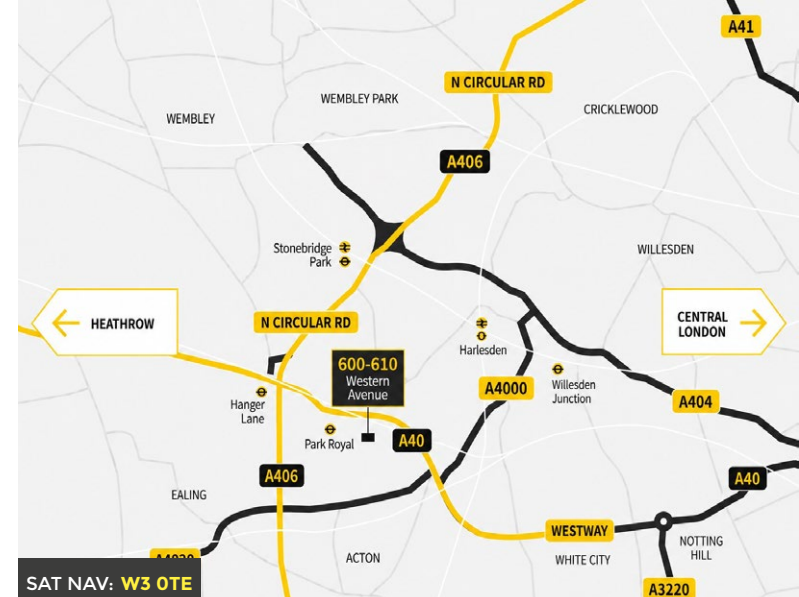 A41
N CIRCULAR RD
WEMBLEY PARK
CRICKLEWOOD
WEMBLEY
A406
Stonebridge
Park
WILLESDEN
HEATHROW
N CIRCULAR RD
CENTRAL
LONDON
Harlesden
600-610
Western
Avenue
Hanger
Lane
A4000
Willesden
Junction
A404
Park Royal
A40
A406
A40
EALING
WESTWAY
NOTTING
HILL
ACTON
WHITE CITY
SAT NAV: W3 0TE
A3220